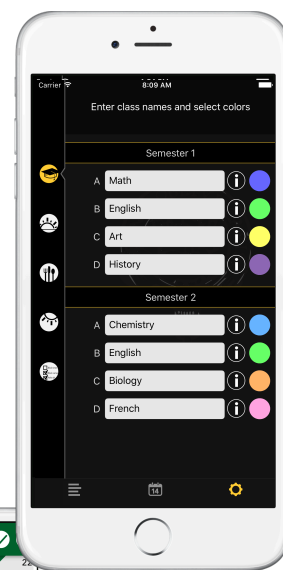 Carrier 8:09 AM
Enter class names and select colors
Semester 1
A Math i
B English i
C Art i
D History i
Semester 2
A Chemistry i
B English i
C Biology i
D French i
14
22